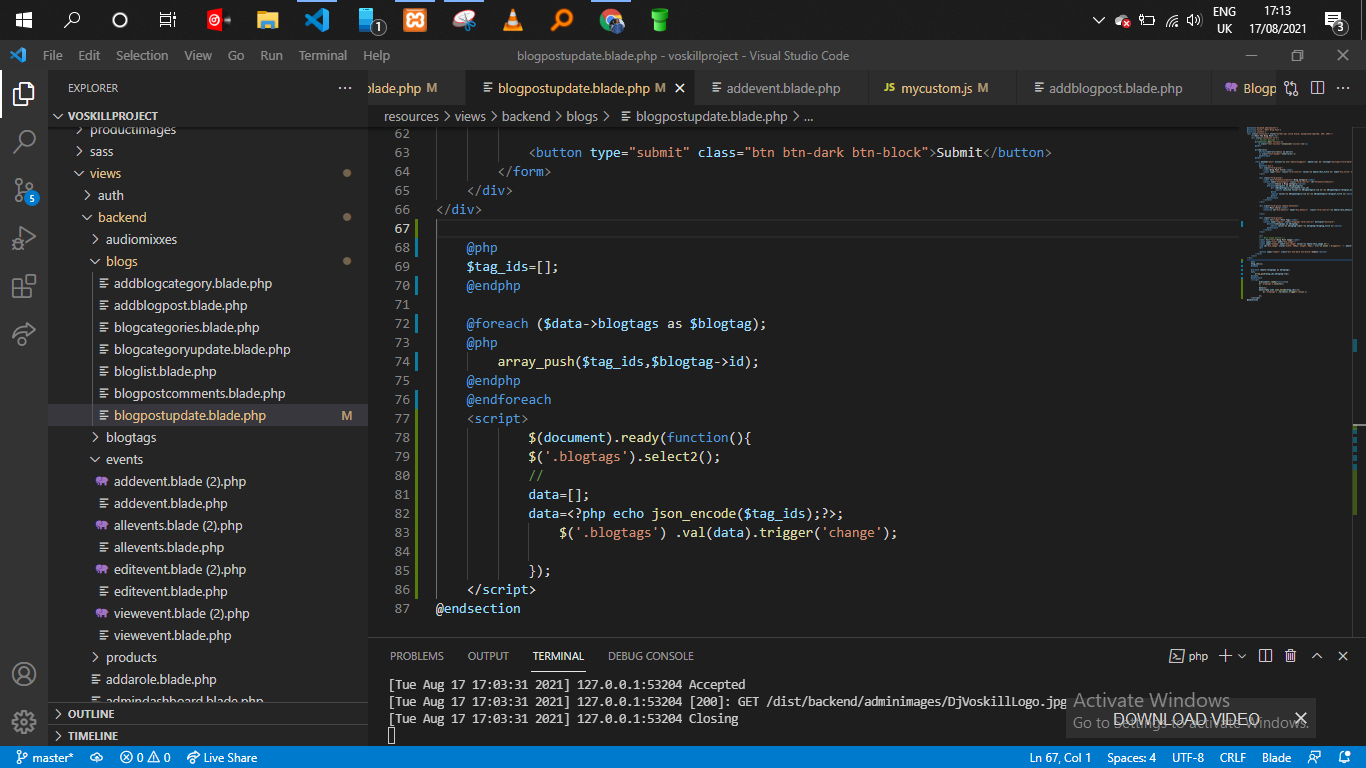 1
ENG
UK
17:13
17/08/2021
3
File Edit Selection View Go Run Terminal Help
blogpostupdate.blade.php - voskillproject - Visual Studio Code
EXPLORER
VOSKILLPROJECT
productimages
sass
views
auth
backend
audiomixxes
blogs
addblogcategory.blade.php
addblogpost.blade.php
blogcategories.blade.php
blogcategoryupdate.blade.php
bloglist.blade.php
blogpostcomments.blade.php
blogpostupdate.blade.php M
blogtags
events
addevent.blade (2).php
addevent.blade.php
allevents.blade (2).php
allevents.blade.php
editevent.blade (2).php
editevent.blade.php
viewevent.blade (2).php
viewevent.blade.php
products
addarole.blade.php
admindashboard.blade.php
OUTLINE
TIMELINE
5
blade.php M blogpostupdate.blade.php M addevent.blade.php JS mycustom.js M addblogpost.blade.php Blogp
resources > views > backend > blogs > blogpostupdate.blade.php > ...
62
63 <button type="submit" class="btn btn-dark btn-block">Submit</button>
64 </form>
65 </div>
66 </div>
67
68 @php
69 $tag_ids=[];
70 @endphp
71
72 @foreach ($data->blogtags as $blogtag);
73 @php
74 array_push($tag_ids,$blogtag->id);
75 @endphp
76 @endforeach
77 <script>
78 $(document).ready(function(){
79 $('.blogtags').select2();
80 //
81 data=[];
82 data=<?php echo json_encode($tag_ids);?>;
83 $('.blogtags') .val(data).trigger('change');
84
85 });
86 </script>
87 @endsection
PROBLEMS OUTPUT TERMINAL DEBUG CONSOLE
php
[Tue Aug 17 17:03:31 2021] 127.0.0.1:53204 Accepted
[Tue Aug 17 17:03:31 2021] 127.0.0.1:53204 [200]: GET /dist/backend/adminimages/DjVoskillLogo.jpg
[Tue Aug 17 17:03:31 2021] 127.0.0.1:53204 Closing
Activate Windows
Go to Settings to activate Windows.
DOWNLOAD VIDEO
master* 0 0 Live Share
Ln 67, Col 1 Spaces: 4 UTF-8 CRLF Blade